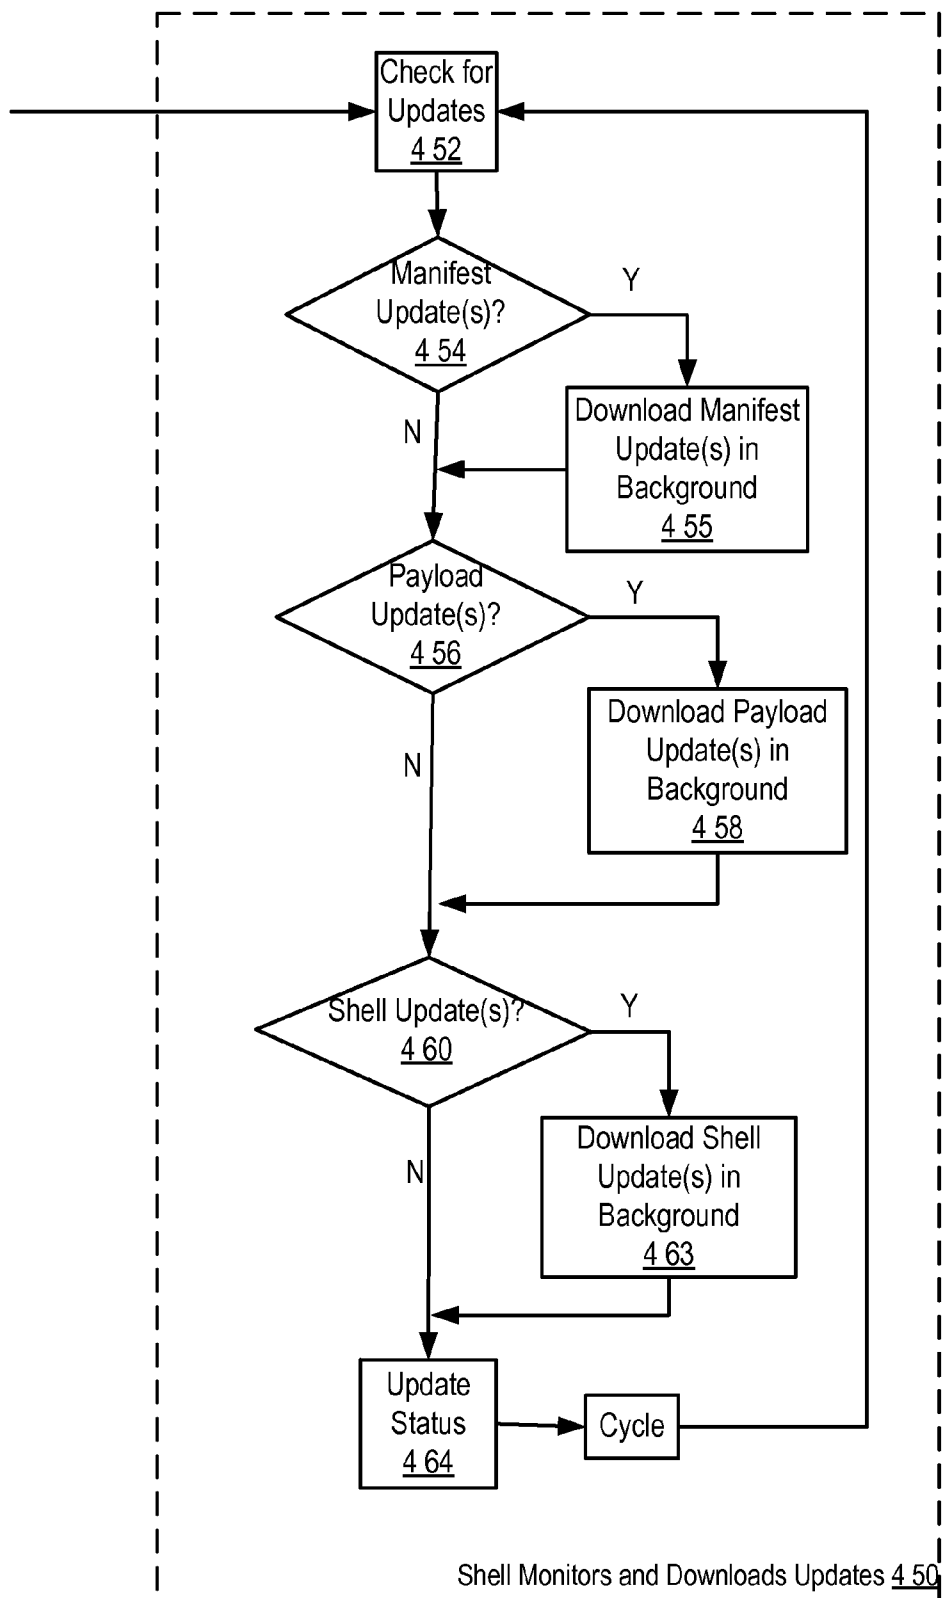 Check for
Updates
4 52
Manifest
Update(s)?
4 54
Y
N
Download Manifest
Update(s) in
Background
4 55
Payload
Update(s)?
4 56
Y
N
Download Payload
Update(s) in
Background
4 58
Shell Update(s)?
4 60
Y
N
Download Shell
Update(s) in
Background
4 63
Update
Status
4 64
Cycle
Shell Monitors and Downloads Updates 4 50